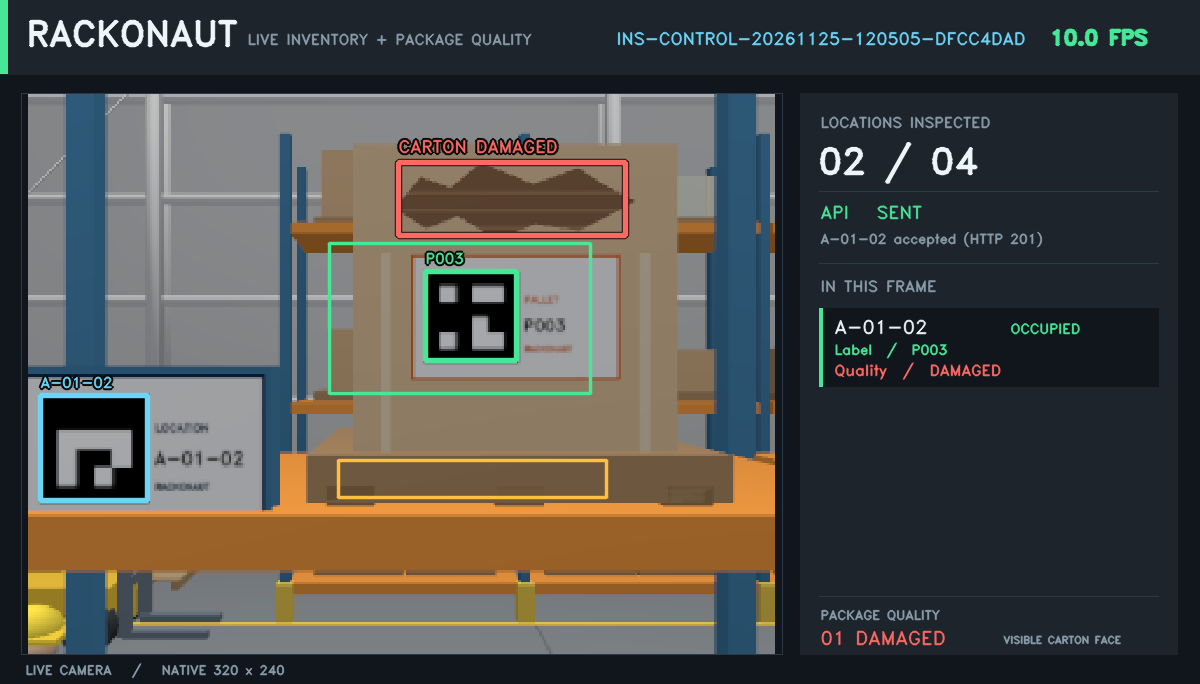 RACKONAUT LIVE INVENTORY + PACKAGE QUALITY
INS-CONTROL-20261125-120505-DFCC4DAD 10.0 FPS
CARTON DAMAGED
P003
PALLET
P003
RACKONAUT
A-01-02
LOCATION
A-01-02
RACKONAUT
LIVE CAMERA / NATIVE 320 x 240
LOCATIONS INSPECTED
02 / 04
API SENT
A-01-02 accepted (HTTP 201)
IN THIS FRAME
A-01-02 OCCUPIED
Label / P003
Quality / DAMAGED
PACKAGE QUALITY
01 DAMAGED VISIBLE CARTON FACE